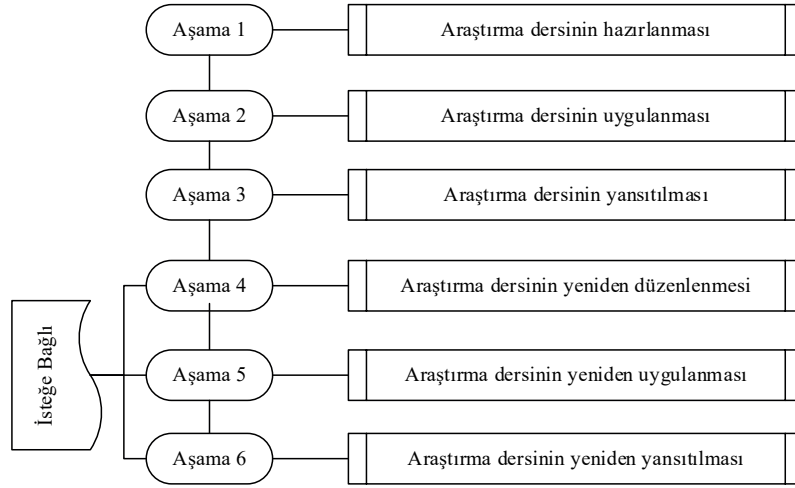 Aşama 1
Araştırma dersinin hazırlanması
Aşama 2
Araştırma dersinin uygulanması
Aşama 3
Araştırma dersinin yansıtılması
Aşama 4
Araştırma dersinin yeniden düzenlenmesi
İsteğe Bağlı
Aşama 5
Araştırma dersinin yeniden uygulanması
Aşama 6
Araştırma dersinin yeniden yansıtılması